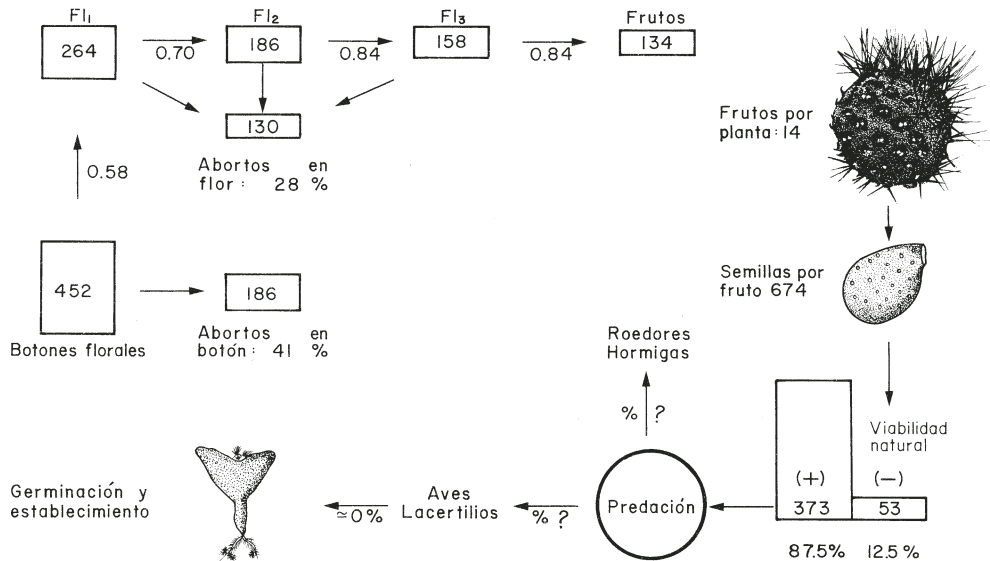 Fl₁
264
0.70
Fl₂
186
0.84
Fl₃
158
0.84
Frutos
134
130
Abortos en
flor: 28 %
0.58
452
Botones florales
186
Abortos en
botón: 41 %
Frutos por
planta: 14
Semillas por
fruto 674
Viabilidad
natural
(+)
(−)
373
53
87.5%
12.5 %
Roedores
Hormigas
% ?
Predación
% ?
Aves
Lacertilios
≃0%
Germinación y
establecimiento